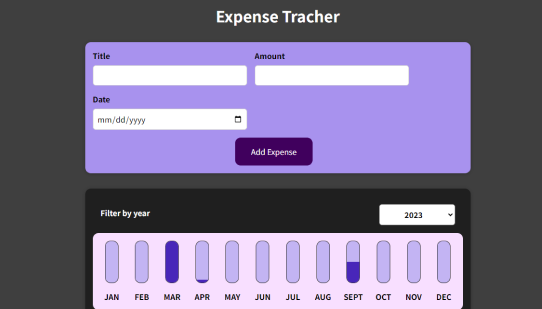 Expense Tracher
Title Amount
Date
mm/dd/yyyy
Add Expense
Filter by year 2023
JAN FEB MAR APR MAY JUN JUL AUG SEPT OCT NOV DEC